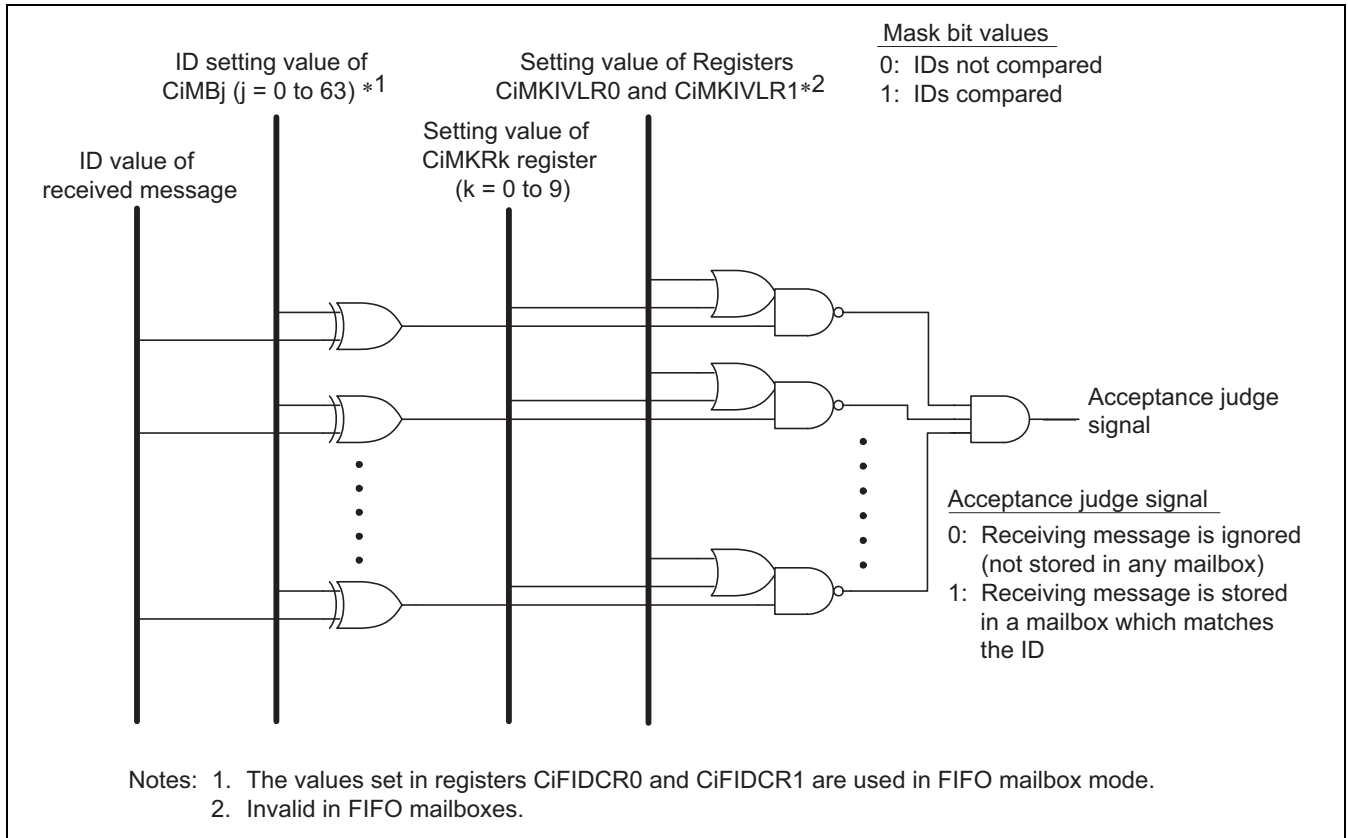 ID setting value of
CiMBj (j = 0 to 63) *1
Setting value of Registers
CiMKIVLR0 and CiMKIVLR1*2
Mask bit values
0: IDs not compared
1: IDs compared
ID value of
received message
Setting value of
CiMKRk register
(k = 0 to 9)
Acceptance judge
signal
Acceptance judge signal
0: Receiving message is ignored
(not stored in any mailbox)
1: Receiving message is stored
in a mailbox which matches
the ID
Notes: 1. The values set in registers CiFIDCR0 and CiFIDCR1 are used in FIFO mailbox mode.
2. Invalid in FIFO mailboxes.